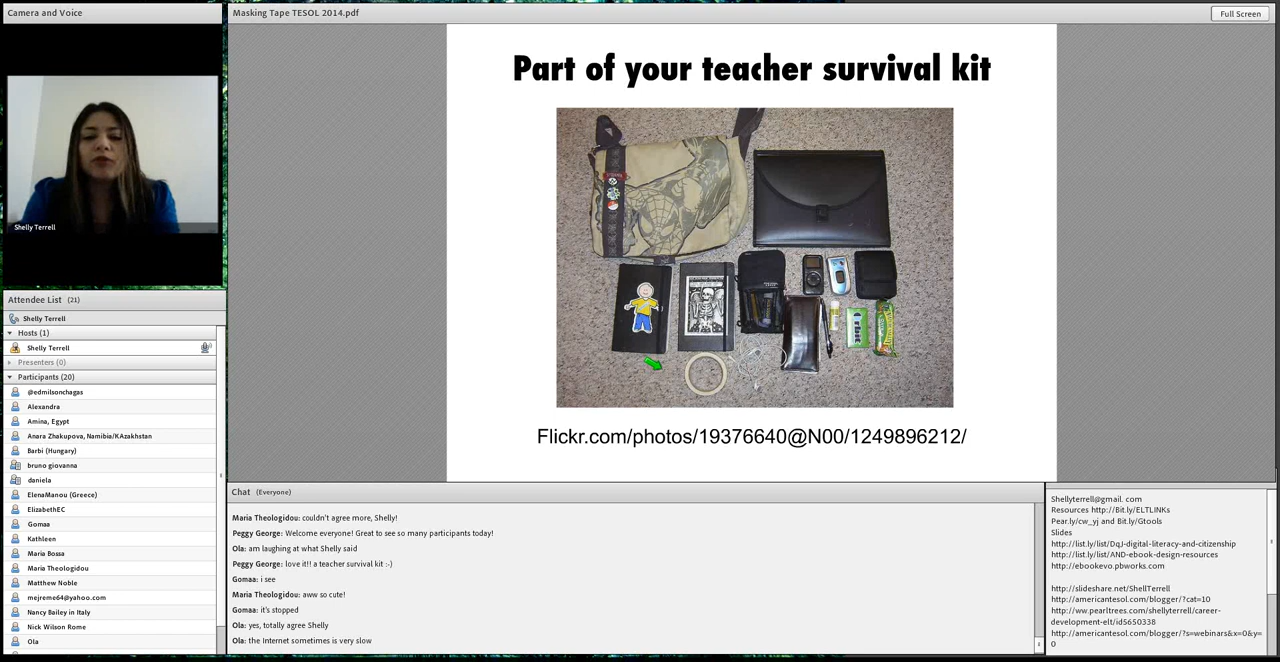 Camera and Voice
Shelly Terrell
Attendee List (21)
Shelly Terrell
Hosts (1)
Shelly Terrell
Presenters (0)
Participants (20)
@edmilsonchagas
Alexandra
Amina, Egypt
Anara Zhakupova, Namibia/KAzakhstan
Barbi (Hungary)
bruno giovanna
daniela
ElenaManou (Greece)
ElizabethEC
Gomaa
Kathleen
Maria Bossa
Maria Theologidou
Matthew Noble
mejreme64@yahoo.com
Nancy Bailey in Italy
Nick Wilson Rome
Ola
Masking Tape TESOL 2014.pdf
Full Screen
Part of your teacher survival kit
Flickr.com/photos/19376640@N00/1249896212/
Chat (Everyone)
Maria Theologidou: couldn't agree more, Shelly!
Peggy George: Welcome everyone! Great to see so many participants today!
Ola: am laughing at what Shelly said
Peggy George: love it!! a teacher survival kit :-)
Gomaa: i see
Maria Theologidou: aww so cute!
Gomaa: it's stopped
Ola: yes, totally agree Shelly
Ola: the Internet sometimes is very slow
Shellyterrell@gmail. com
Resources http://Bit.ly/ELTLINKs
Pear.ly/cw_yj and Bit.ly/Gtools
Slides
http://list.ly/list/DqJ-digital-literacy-and-citizenship
http://list.ly/list/AND-ebook-design-resources
http://ebookevo.pbworks.com
http://slideshare.net/ShellTerrell
http://americantesol.com/blogger/?cat=10
http://ww.pearltrees.com/shellyterrell/career-
development-elt/id5650338
http://americantesol.com/blogger/?s=webinars&x=0&y=
0